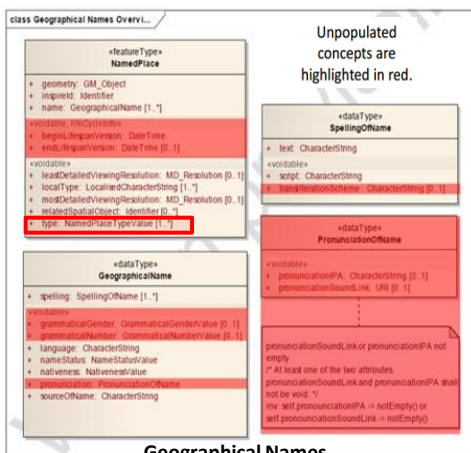 class Geographical Names Overvi...
Unpopulated
concepts are
highlighted in red.
«featureType»
NamedPlace
+ geometry: GM_Object
+ inspireId: Identifier
+ name: GeographicalName [1..*]
«voidable, lifeCycleInfo»
+ beginLifespanVersion: DateTime
+ endLifespanVersion: DateTime [0..1]
«voidable»
+ leastDetailedViewingResolution: MD_Resolution [0..1]
+ localType: LocalisedCharacterString [1..*]
+ mostDetailedViewingResolution: MD_Resolution [0..1]
+ relatedSpatialObject: Identifier [0..*]
+ type: NamedPlaceTypeValue [1..*]
«dataType»
SpellingOfName
+ text: CharacterString
«voidable»
+ script: CharacterString
+ transliterationScheme: CharacterString [0..1]
«dataType»
PronunciationOfName
«voidable»
+ pronunciationIPA: CharacterString [0..1]
+ pronunciationSoundLink: URI [0..1]
«dataType»
GeographicalName
+ spelling: SpellingOfName [1..*]
«voidable»
+ grammaticalGender: GrammaticalGenderValue [0..1]
+ grammaticalNumber: GrammaticalNumberValue [0..1]
+ language: CharacterString
+ nameStatus: NameStatusValue
+ nativeness: NativenessValue
+ pronunciation: PronunciationOfName
+ sourceOfName: CharacterString
pronunciationSoundLink or pronunciationIPA not
empty
/* At least one of the two attributes
pronunciationSoundLink and pronunciationIPA shall
not be void. */
inv: self.pronunciationIPA -> notEmpty() or
self.pronunciationSoundLink -> notEmpty()
Geographical Names